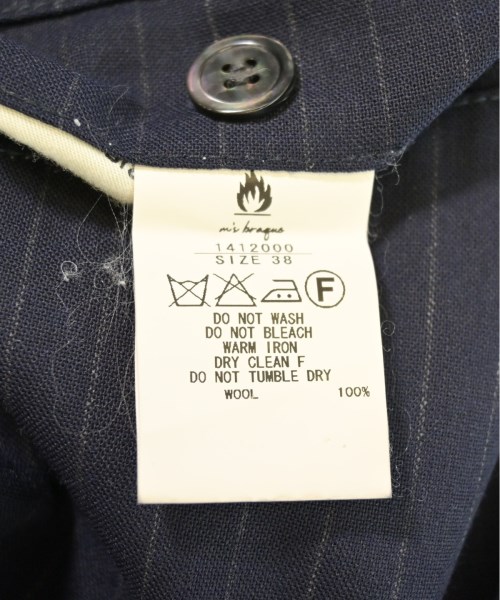 m's braque
1412000
SIZE 38
F
DO NOT WASH
DO NOT BLEACH
WARM IRON
DRY CLEAN F
DO NOT TUMBLE DRY
WOOL 100%